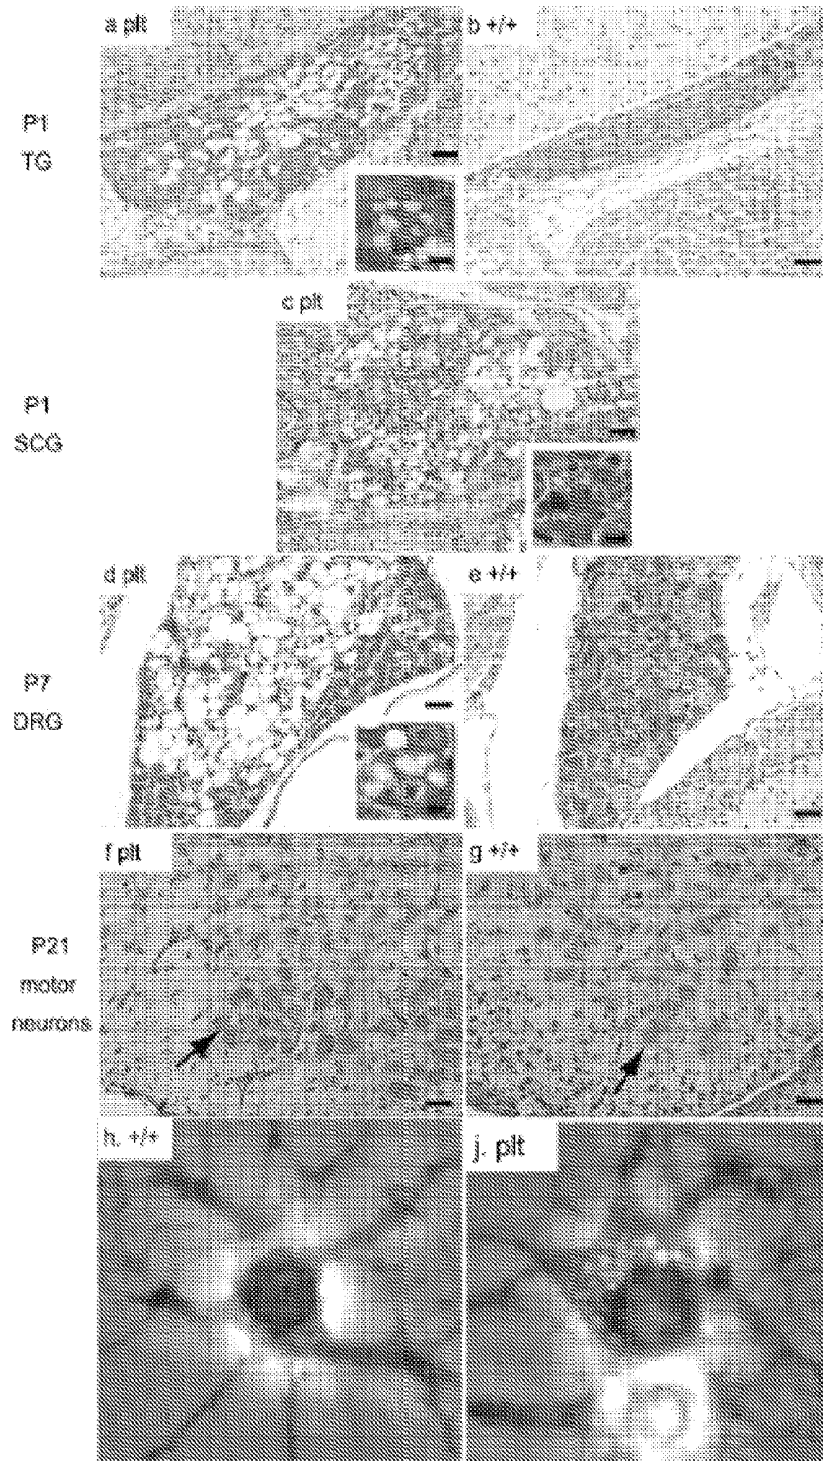 a plt
b +/+
P1
TG
c plt
P1
SCG
d plt
e +/+
P7
DRG
f plt
g +/+
P21
motor
neurons
h. +/+
j. plt